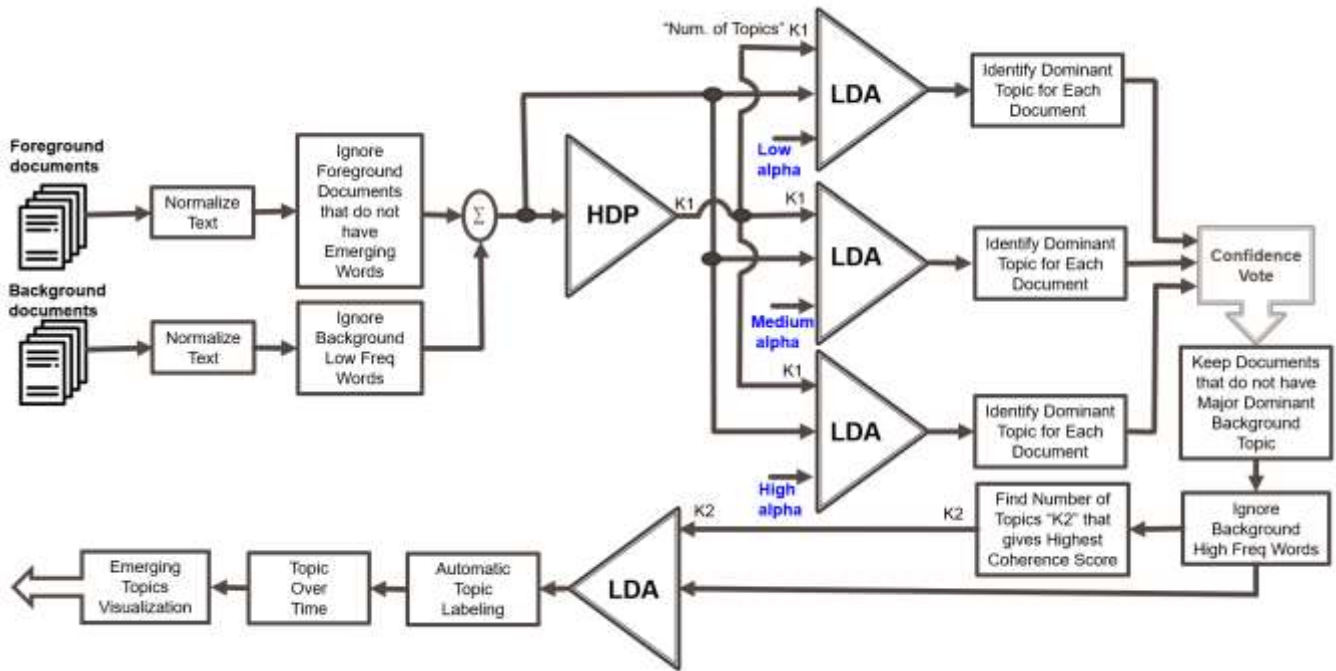 Foreground
documents
Normalize
Text
Ignore
Foreground
Documents
that do not
have
Emerging
Words
Background
documents
Normalize
Text
Ignore
Background
Low Freq
Words
Σ
HDP
K1
"Num. of Topics" K1
LDA
Low
alpha
Identify Dominant
Topic for Each
Document
K1
LDA
Medium
alpha
Identify Dominant
Topic for Each
Document
K1
LDA
High
alpha
Identify Dominant
Topic for Each
Document
Confidence
Vote
Keep Documents
that do not have
Major Dominant
Background
Topic
Ignore
Background
High Freq Words
Find Number of
Topics "K2" that
gives Highest
Coherence Score
K2
K2
LDA
Automatic
Topic
Labeling
Topic
Over
Time
Emerging
Topics
Visualization